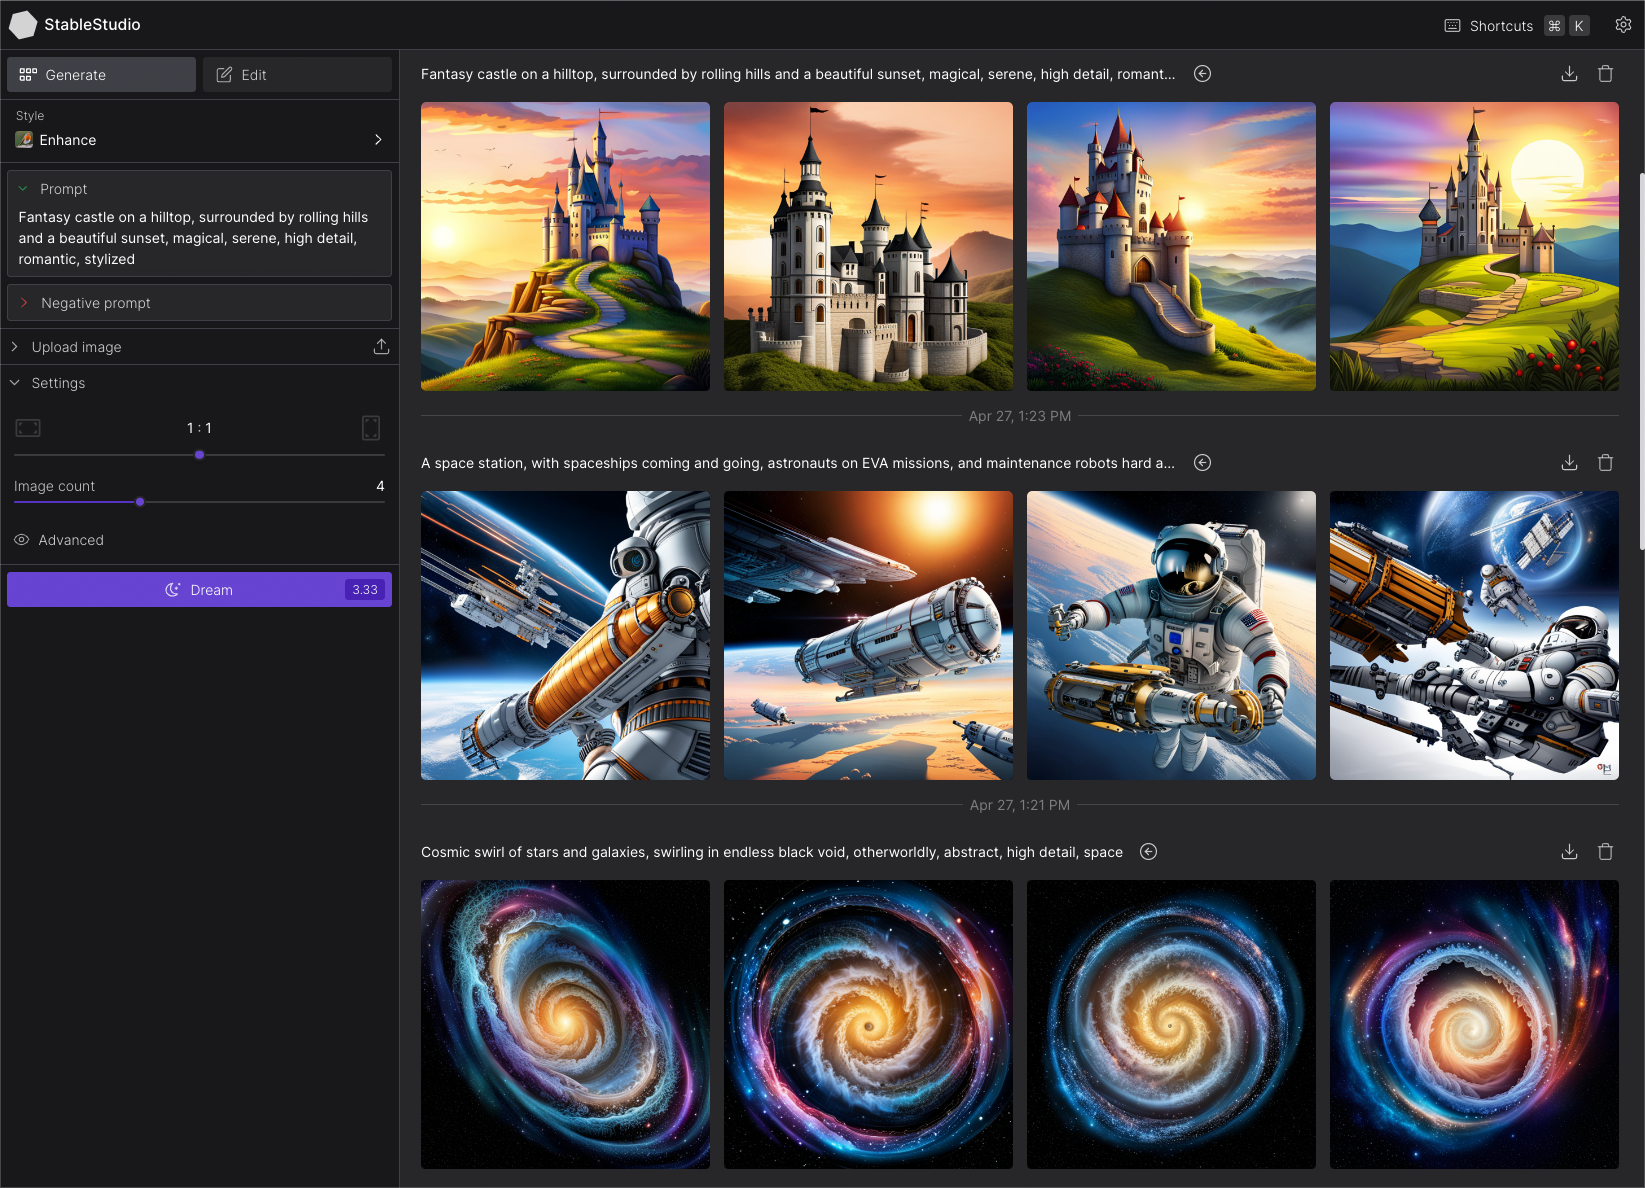 StableStudio
Shortcuts ⌘ K
Generate
Edit
Style
Enhance
Prompt
Fantasy castle on a hilltop, surrounded by rolling hills
and a beautiful sunset, magical, serene, high detail,
romantic, stylized
Negative prompt
Upload image
Settings
1 : 1
Image count 4
Advanced
Dream 3.33
Fantasy castle on a hilltop, surrounded by rolling hills and a beautiful sunset, magical, serene, high detail, romant...
Apr 27, 1:23 PM
A space station, with spaceships coming and going, astronauts on EVA missions, and maintenance robots hard a...
Apr 27, 1:21 PM
Cosmic swirl of stars and galaxies, swirling in endless black void, otherworldly, abstract, high detail, space